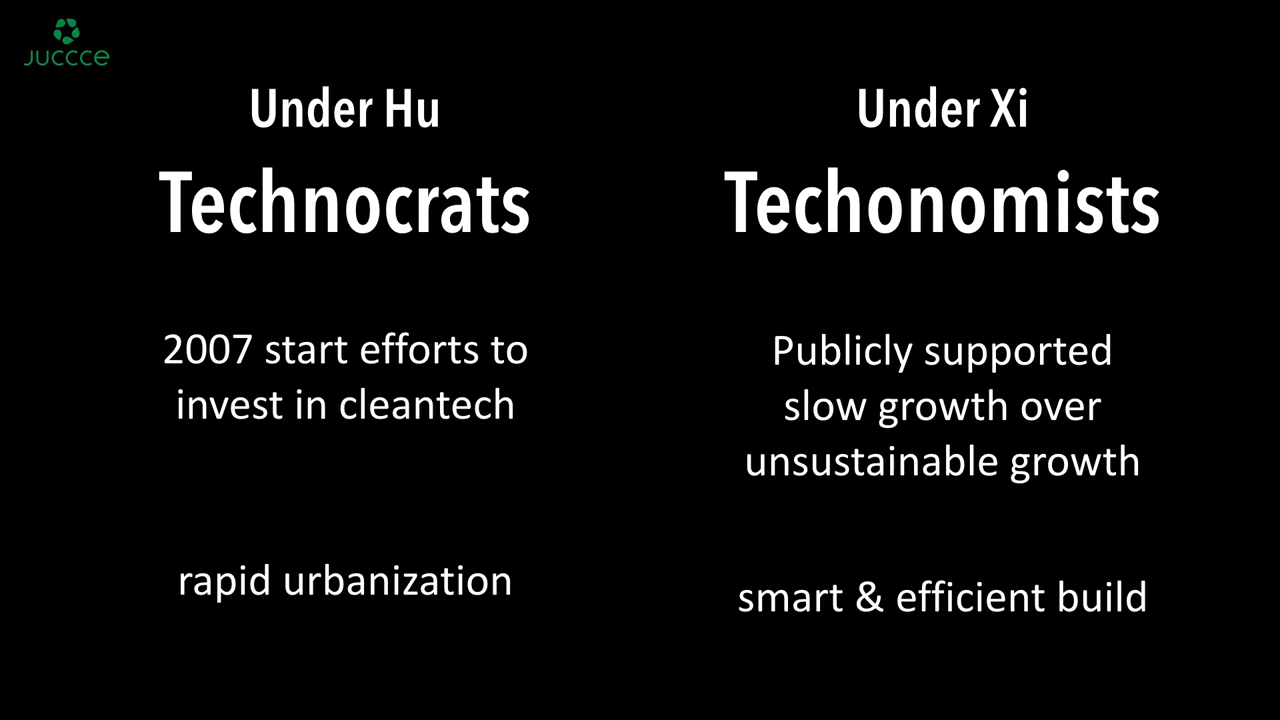 JUCCCE
Under Hu
Technocrats
2007 start efforts to
invest in cleantech
rapid urbanization
Under Xi
Techonomists
Publicly supported
slow growth over
unsustainable growth
smart & efficient build